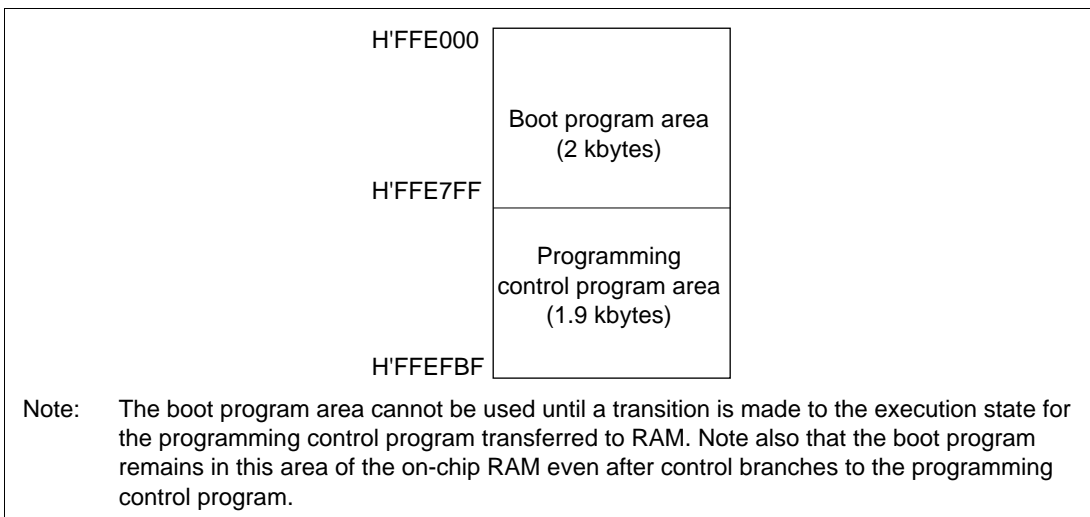 H'FFE000
Boot program area
(2 kbytes)
H'FFE7FF
Programming
control program area
(1.9 kbytes)
H'FFEFBF
Note: The boot program area cannot be used until a transition is made to the execution state for
the programming control program transferred to RAM. Note also that the boot program
remains in this area of the on-chip RAM even after control branches to the programming
control program.